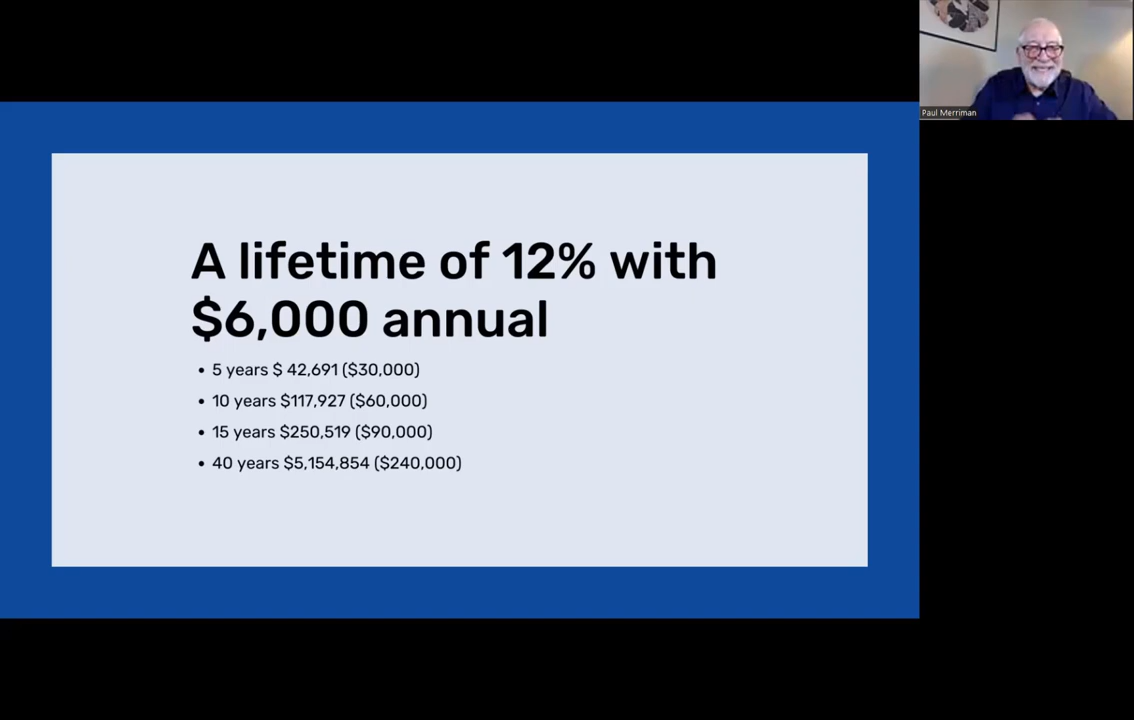 Paul Merriman
A lifetime of 12% with
$6,000 annual
• 5 years $ 42,691 ($30,000)
• 10 years $117,927 ($60,000)
• 15 years $250,519 ($90,000)
• 40 years $5,154,854 ($240,000)